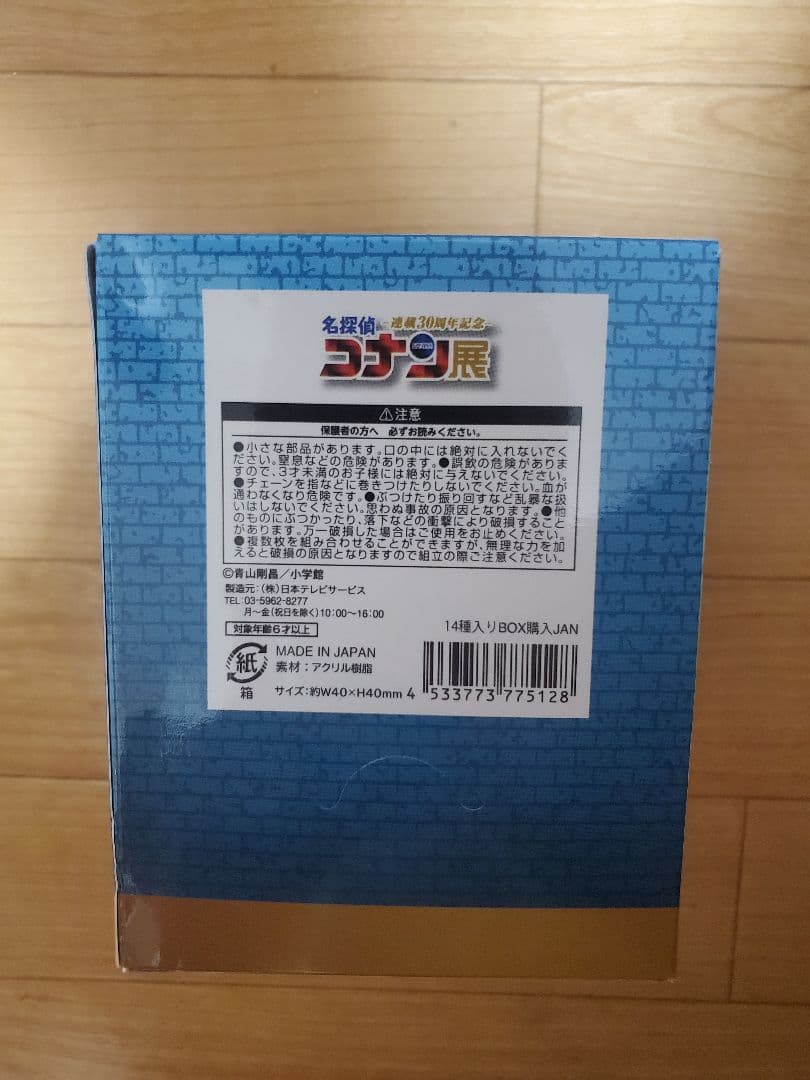 連載30周年記念
名探偵
コナン展
⚠注意
保護者の方へ 必ずお読みください。
●小さな部品があります。口の中には絶対に入れないでく
ださい。窒息などの危険があります。●誤飲の危険がありま
すので、3才未満のお子様には絶対に与えないでください。
●チェーンを指などに巻きつけたりしないでください。血が
通わなくなり危険です。●ぶつけたり振り回すなど乱暴な扱
いはしないでください。思わぬ事故の原因となります。●他
のものにぶつかったり、落下などの衝撃により破損すること
があります。万一破損した場合はご使用をお止めください。
●複数枚を組み合わせることができますが、無理な力を加
えると破損の原因となりますので組立の際ご注意ください。
©青山剛昌/小学館
製造元:(株)日本テレビサービス
TEL:03-5962-8277
月~金(祝日を除く)10:00~16:00
対象年齢6才以上
14種入りBOX購入JAN
紙
箱
MADE IN JAPAN
素材:アクリル樹脂
サイズ:約W40×H40mm
4 533773 775128